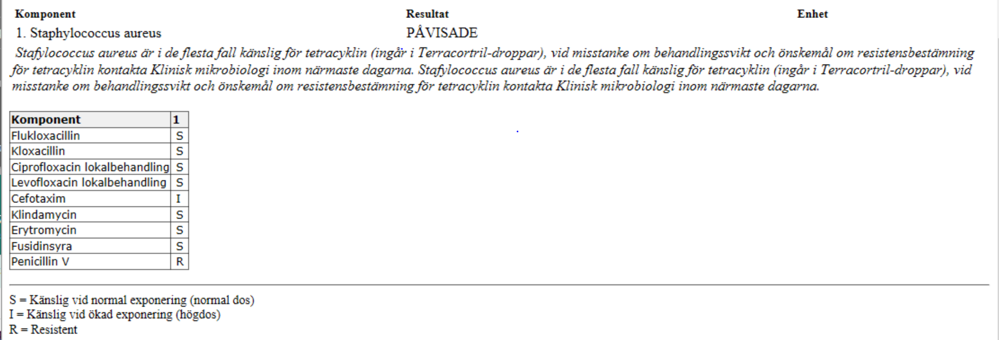 Komponent Resultat Enhet
1. Staphylococcus aureus PÅVISADE
Stafylococcus aureus är i de flesta fall känslig för tetracyklin (ingår i Terracortril-droppar), vid misstanke om behandlingssvikt och önskemål om resistensbestämning
för tetracyklin kontakta Klinisk mikrobiologi inom närmaste dagarna. Stafylococcus aureus är i de flesta fall känslig för tetracyklin (ingår i Terracortril-droppar), vid
misstanke om behandlingssvikt och önskemål om resistensbestämning för tetracyklin kontakta Klinisk mikrobiologi inom närmaste dagarna.
Komponent 1
Flukloxacillin S
Kloxacillin S
Ciprofloxacin lokalbehandling S
Levofloxacin lokalbehandling S
Cefotaxim I
Klindamycin S
Erytromycin S
Fusidinsyra S
Penicillin V R
S = Känslig vid normal exponering (normal dos)
I = Känslig vid ökad exponering (högdos)
R = Resistent